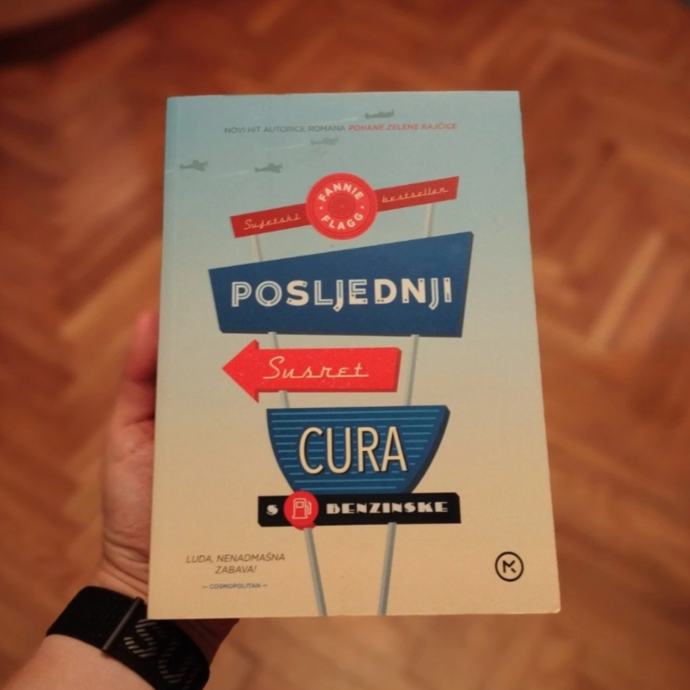 NOVI HIT AUTORICE ROMANA POHANE ZELENE RAJČICE
Svjetski bestseller
FANNIE
FLAGG
POSLJEDNJI
Susret
CURA
S BENZINSKE
LUDA, NENADMAŠNA
ZABAVA!
— COSMOPOLITAN —
M